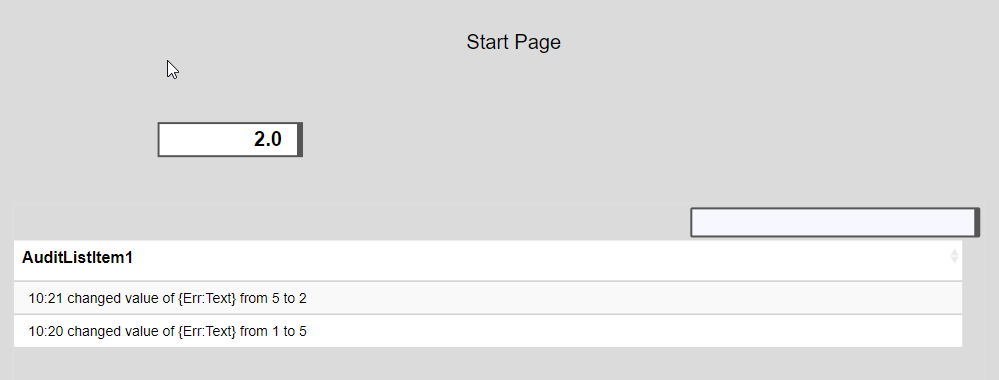 Start Page
2.0
AuditListItem1
10:21 changed value of {Err:Text} from 5 to 2
10:20 changed value of {Err:Text} from 1 to 5